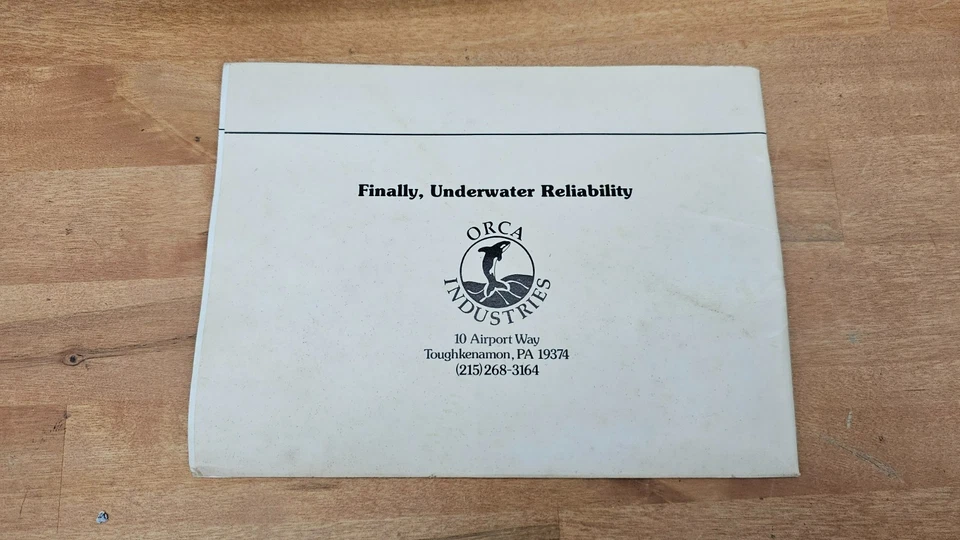 Finally, Underwater Reliability
ORCA
INDUSTRIES
10 Airport Way
Toughkenamon, PA 19374
(215) 268-3164